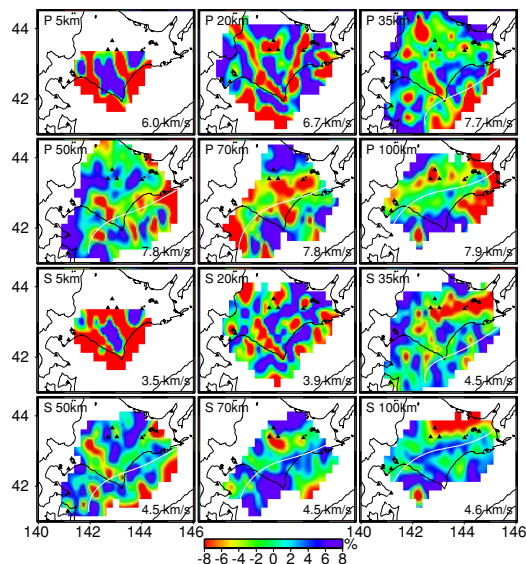 44
P 5km
P 20km
P 35km
42
6.0 km/s
6.7 km/s
7.7 km/s
44
P 50km
P 70km
P 100km
42
7.8 km/s
7.8 km/s
7.9 km/s
44
S 5km
S 20km
S 35km
42
3.5 km/s
3.9 km/s
4.5 km/s
44
S 50km
S 70km
S 100km
42
4.5 km/s
4.5 km/s
4.6 km/s
140 142 144 146 146 140 142 144 146
-8 -6 -4 -2 0 2 4 6 8 %